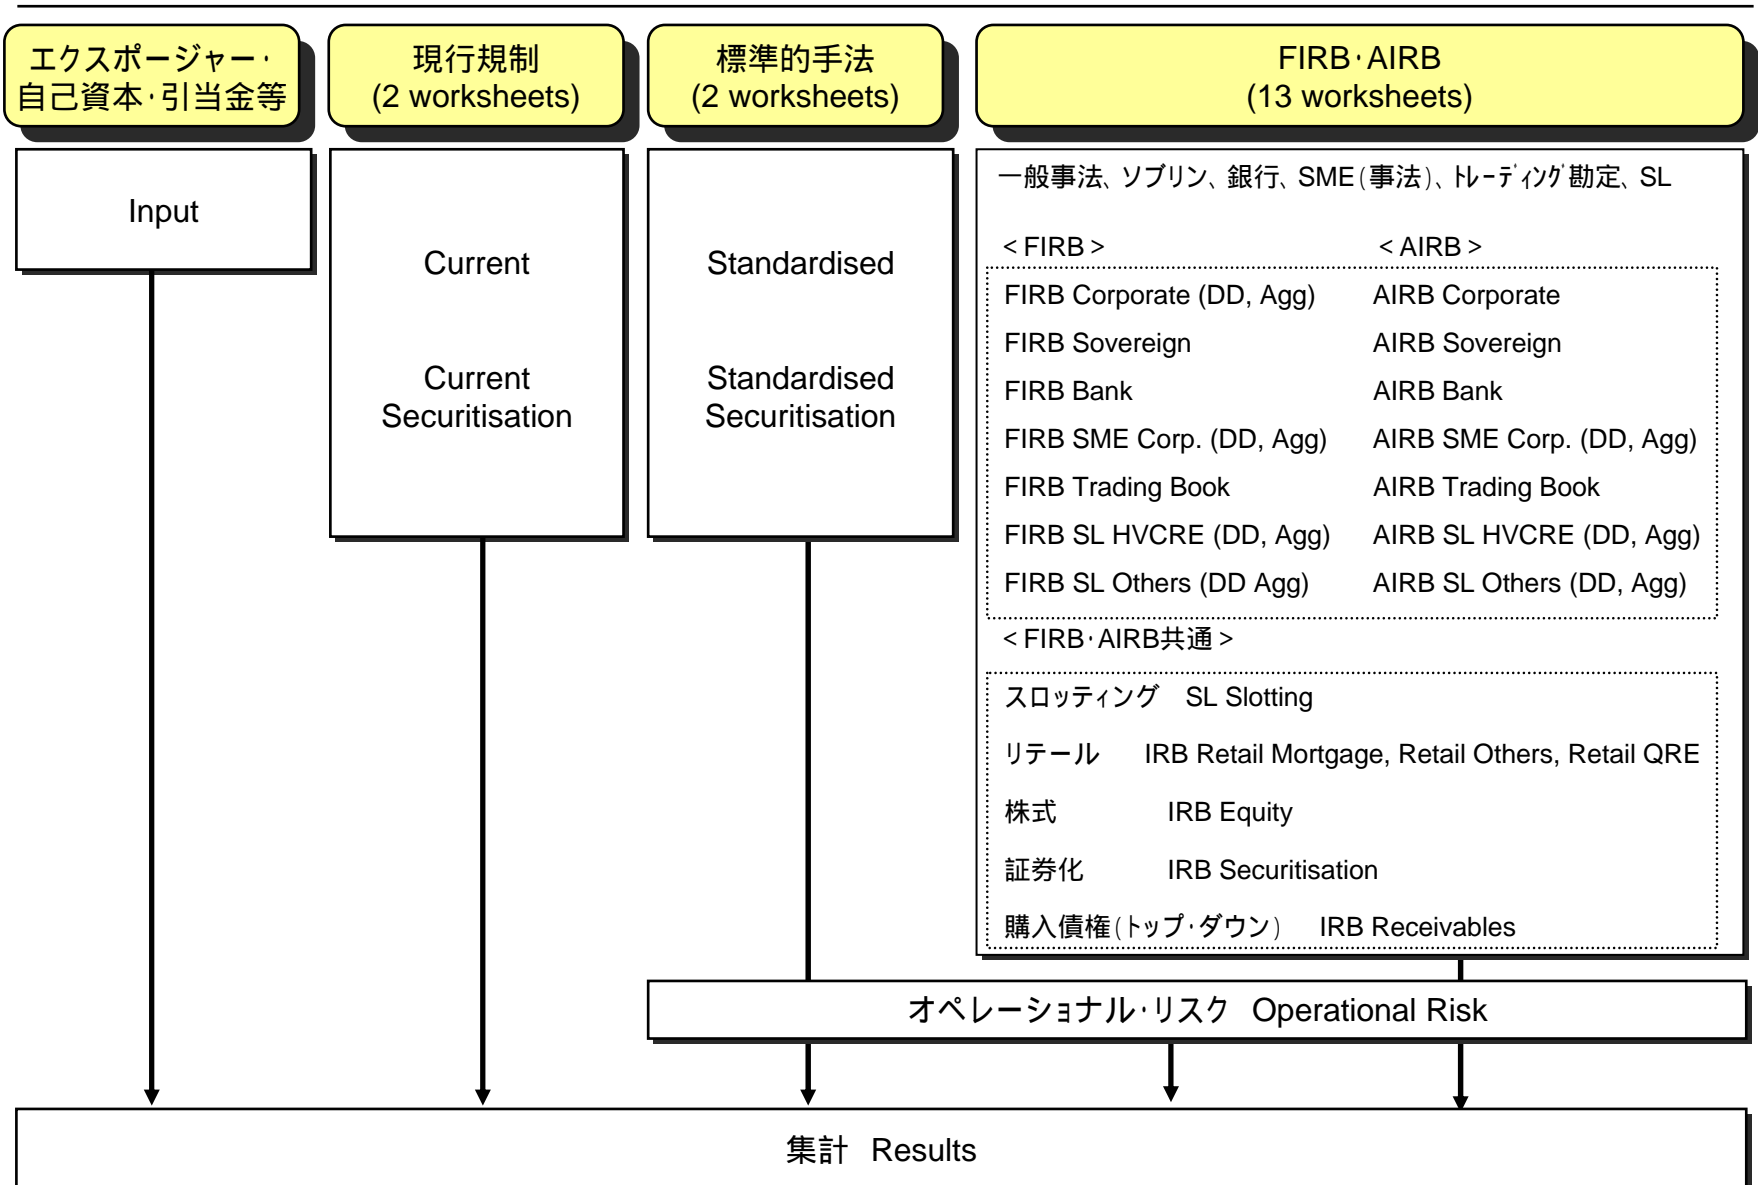 エクスポージャー・
自己資本・引当金等
現行規制
(2 worksheets)
標準的手法
(2 worksheets)
FIRB・AIRB
(13 worksheets)
Input
Current
Current
Securitisation
Standardised
Standardised
Securitisation
一般事法、ソブリン、銀行、SME(事法)、ﾄﾚｰﾃﾞｨﾝｸﾞ勘定、SL
<FIRB> <AIRB>
FIRB Corporate (DD, Agg) AIRB Corporate
FIRB Sovereign AIRB Sovereign
FIRB Bank AIRB Bank
FIRB SME Corp. (DD, Agg) AIRB SME Corp. (DD, Agg)
FIRB Trading Book AIRB Trading Book
FIRB SL HVCRE (DD, Agg) AIRB SL HVCRE (DD, Agg)
FIRB SL Others (DD Agg) AIRB SL Others (DD, Agg)
<FIRB・AIRB共通>
スロッティング SL Slotting
リテール IRB Retail Mortgage, Retail Others, Retail QRE
株式 IRB Equity
証券化 IRB Securitisation
購入債権(トップ・ダウン) IRB Receivables
オペレーショナル・リスク Operational Risk
集計 Results